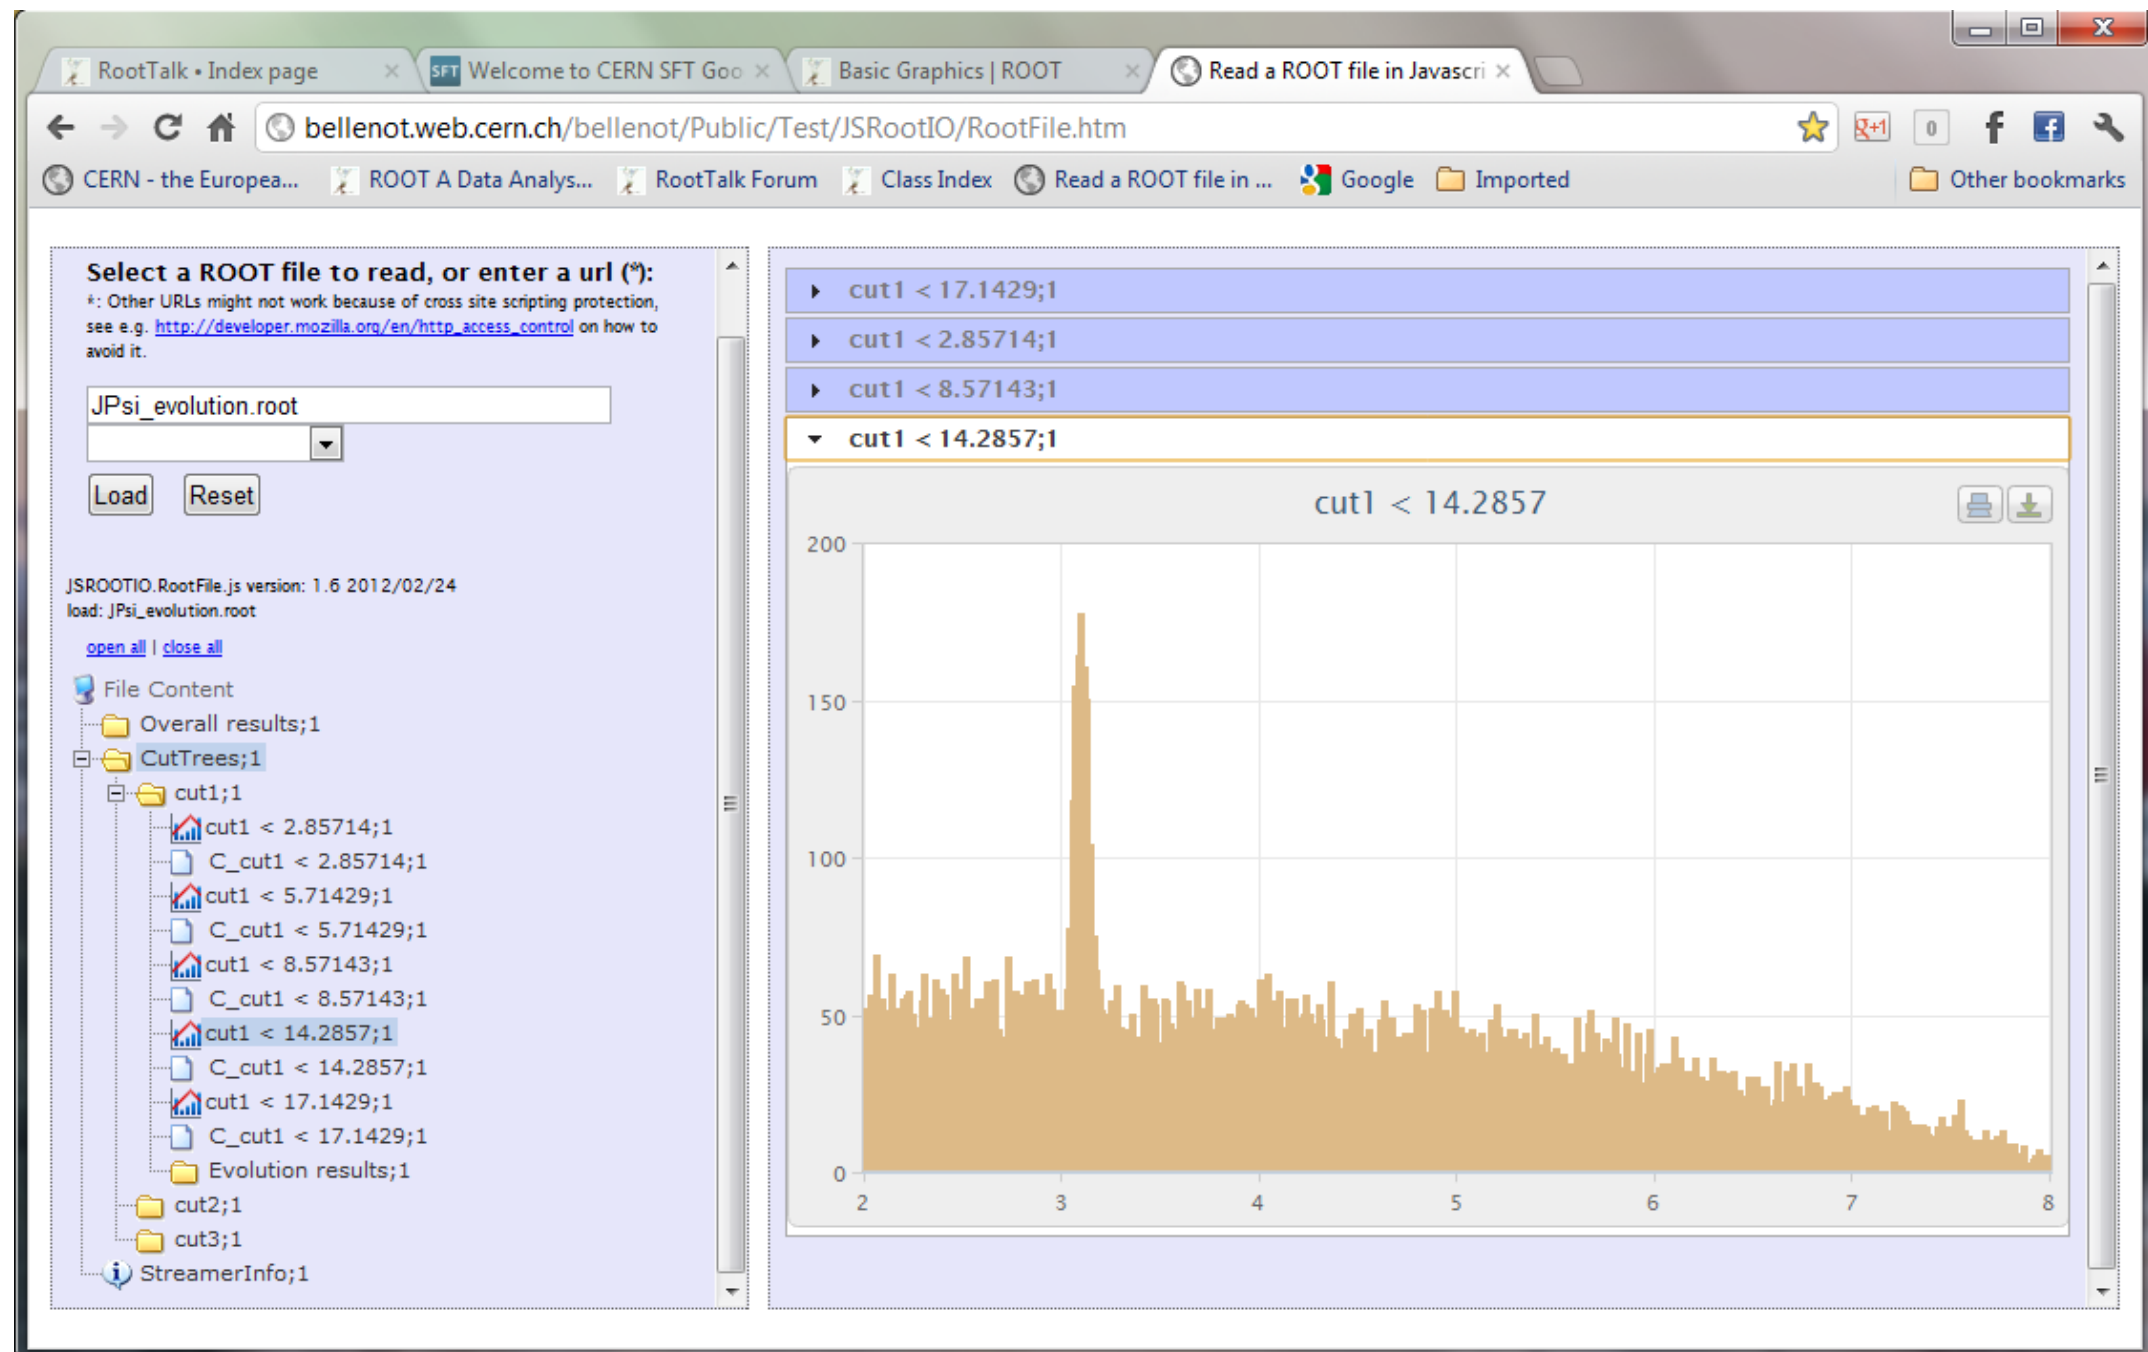 RootTalk • Index page
SFT Welcome to CERN SFT Goo
Basic Graphics | ROOT
Read a ROOT file in Javascri
bellenot.web.cern.ch/bellenot/Public/Test/JSRootIO/RootFile.htm
g+1 0 f f
CERN - the Europea... ROOT A Data Analys... RootTalk Forum Class Index Read a ROOT file in ... Google Imported Other bookmarks
Select a ROOT file to read, or enter a url (*):
*: Other URLs might not work because of cross site scripting protection,
see e.g. http://developer.mozilla.org/en/http_access_control on how to
avoid it.
JPsi_evolution.root
Load Reset
JSROOTIO.RootFile.js version: 1.6 2012/02/24
load: JPsi_evolution.root
open all | close all
File Content
Overall results;1
CutTrees;1
cut1;1
cut1 < 2.85714;1
C_cut1 < 2.85714;1
cut1 < 5.71429;1
C_cut1 < 5.71429;1
cut1 < 8.57143;1
C_cut1 < 8.57143;1
cut1 < 14.2857;1
C_cut1 < 14.2857;1
cut1 < 17.1429;1
C_cut1 < 17.1429;1
Evolution results;1
cut2;1
cut3;1
StreamerInfo;1
cut1 < 17.1429;1
cut1 < 2.85714;1
cut1 < 8.57143;1
cut1 < 14.2857;1
cut1 < 14.2857
200
150
100
50
0
2 3 4 5 6 7 8